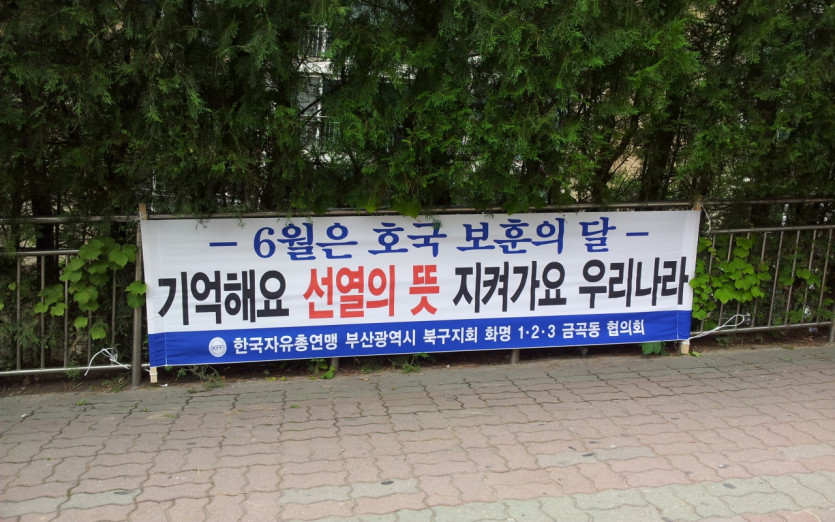 - 6월은 호국 보훈의 달 -
기억해요 선열의 뜻 지켜가요 우리나라
KFF 한국자유총연맹 부산광역시 북구지회 화명 1·2·3 금곡동 협의회